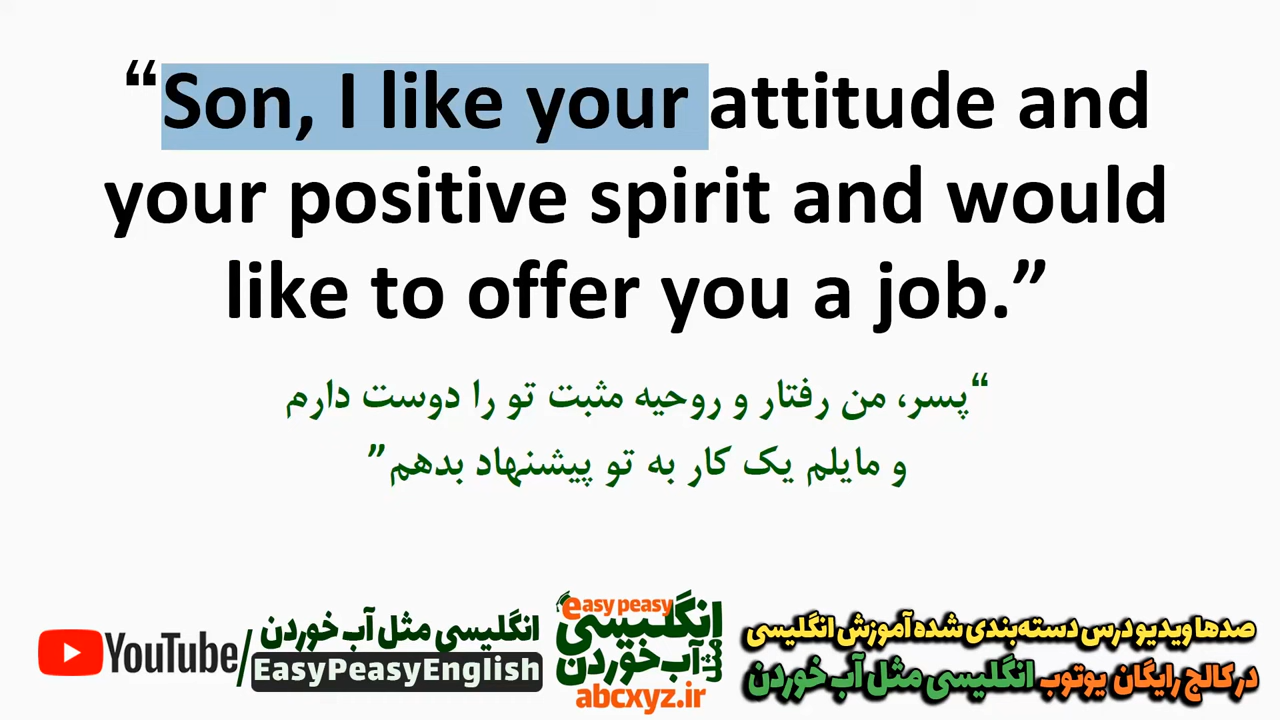 “Son, I like your attitude and
your positive spirit and would
like to offer you a job.”
“پسر، من رفتار و روحیه مثبت تو را دوست دارم
و مایلم یک کار به تو پیشنهاد بدهم”
YouTube/
انگلیسی مثل آب خوردن
EasyPeasyEnglish
easy peasy
انگلیسی
مثل آب خوردن
abcxyz.ir
صدها ویدیو درس دسته‌بندی شده آموزش انگلیسی
در کالج رایگان یوتوب انگلیسی مثل آب خوردن